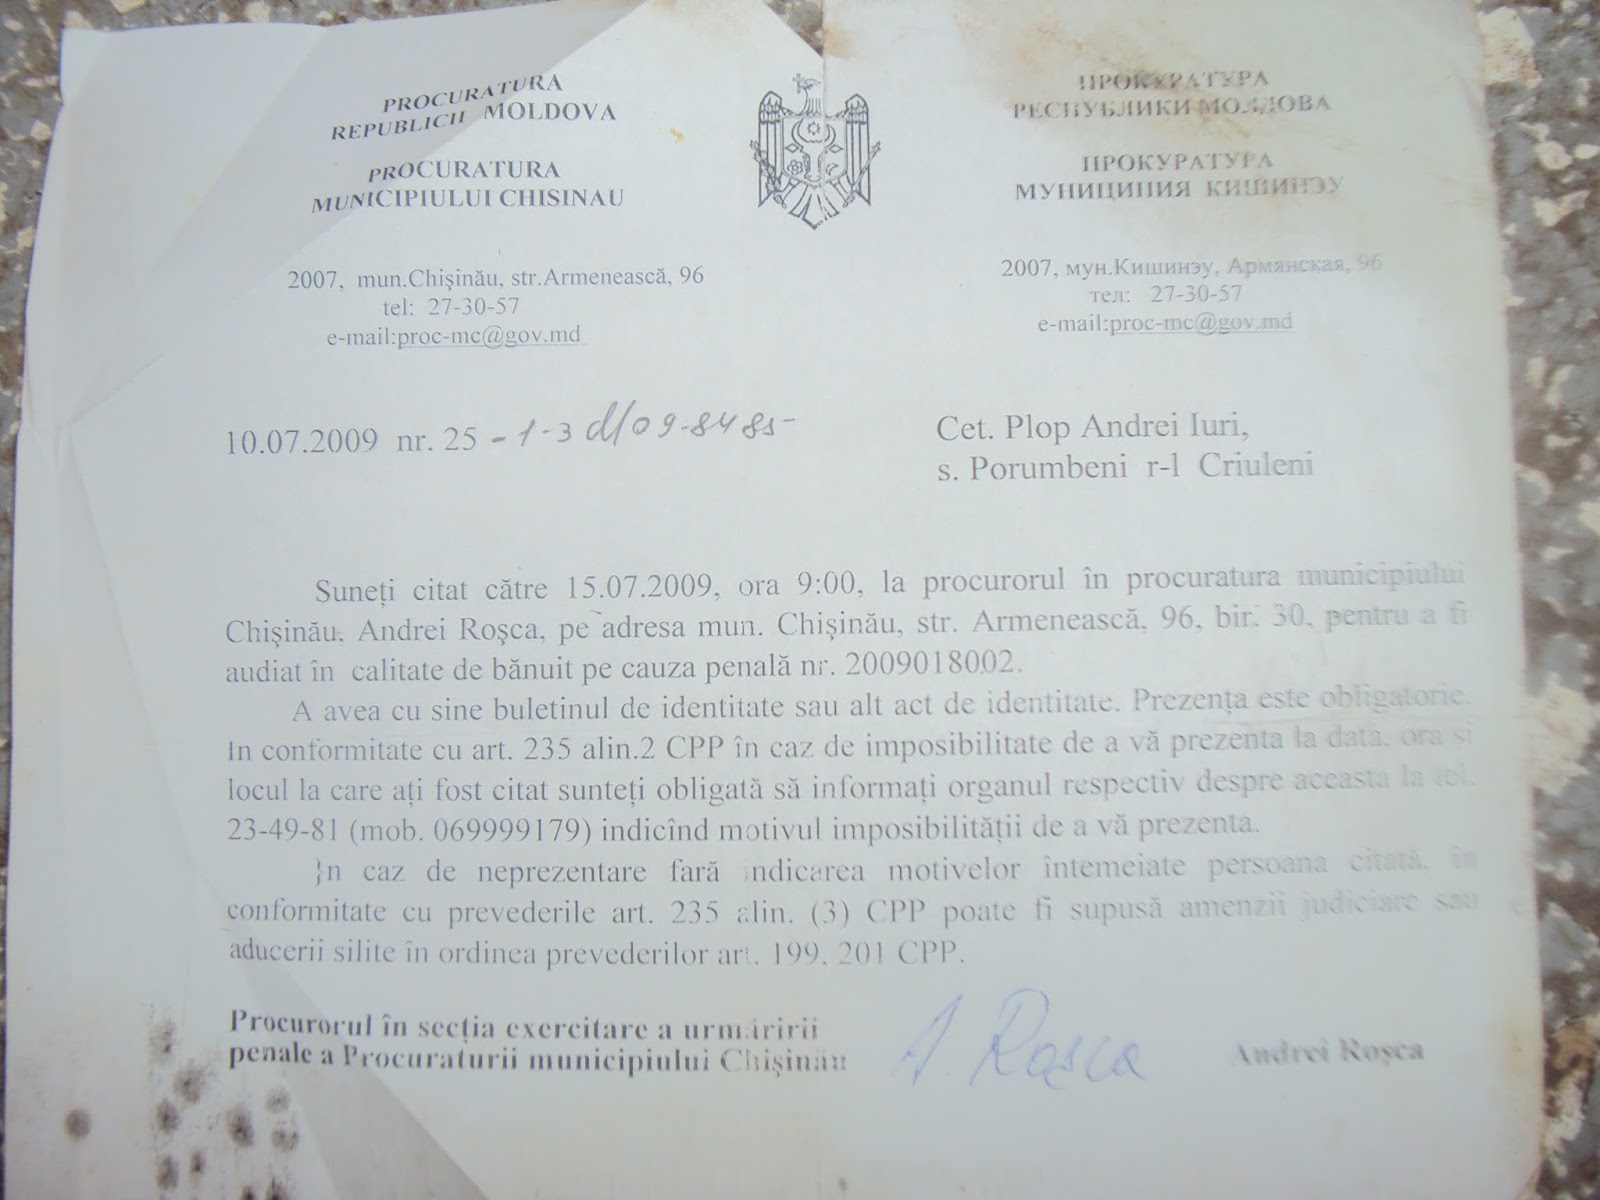 PROCURATURA
REPUBLICII MOLDOVA
PROCURATURA
MUNICIPIULUI CHISINAU
2007, mun.Chişinău, str.Armenească, 96
tel: 27-30-57
e-mail:proc-mc@gov.md
ПРОКУРАТУРА
РЕСПУБЛИКИ МОЛДОВА
ПРОКУРАТУРА
МУНИЦИПИЯ КИШИНЭУ
2007, мун.Кишинэу, Армянская, 96
тел: 27-30-57
e-mail:proc-mc@gov.md
10.07.2009 nr. 25 - 1-3 d/09-8485-
Cet. Plop Andrei Iuri,
s. Porumbeni r-l Criuleni
Suneţi citat către 15.07.2009, ora 9:00, la procurorul în procuratura municipiului
Chişinău, Andrei Roşca, pe adresa mun. Chişinău, str. Armenească, 96, bir. 30, pentru a fi
audiat în calitate de bănuit pe cauza penală nr. 2009018002.
A avea cu sine buletinul de identitate sau alt act de identitate. Prezenţa este obligatorie.
In conformitate cu art. 235 alin.2 CPP în caz de imposibilitate de a vă prezenta la data, ora şi
locul la care aţi fost citat sunteţi obligată să informaţi organul respectiv despre aceasta la tel.
23-49-81 (mob. 069999179) indicînd motivul imposibilităţii de a vă prezenta.
În caz de neprezentare fără indicarea motivelor întemeiate persoana citată, în
conformitate cu prevederile art. 235 alin. (3) CPP poate fi supusă amenzii judiciare sau
aducerii silite în ordinea prevederilor art. 199, 201 CPP.
Procurorul în secţia exercitare a urmăririi
penale a Procuraturii municipiului Chişinău
A. Roşca
Andrei Roşca